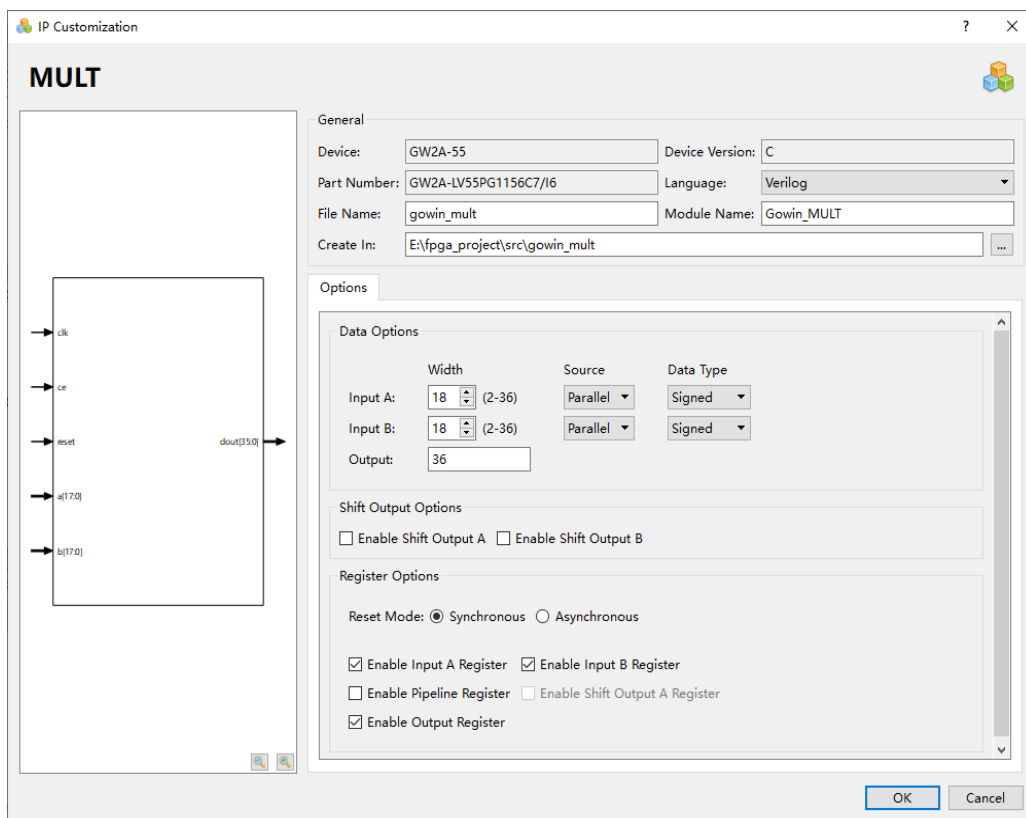 IP Customization
?
MULT
clk
ce
reset
dout[35:0]
a[17:0]
b[17:0]
General
Device: GW2A-55 Device Version: C
Part Number: GW2A-LV55PG1156C7/I6 Language: Verilog
File Name: gowin_mult Module Name: Gowin_MULT
Create In: E:\fpga_project\src\gowin_mult ...
Options
Data Options
Width Source Data Type
Input A: 18 (2-36) Parallel Signed
Input B: 18 (2-36) Parallel Signed
Output: 36
Shift Output Options
Enable Shift Output A Enable Shift Output B
Register Options
Reset Mode: Synchronous Asynchronous
Enable Input A Register Enable Input B Register
Enable Pipeline Register Enable Shift Output A Register
Enable Output Register
OK Cancel